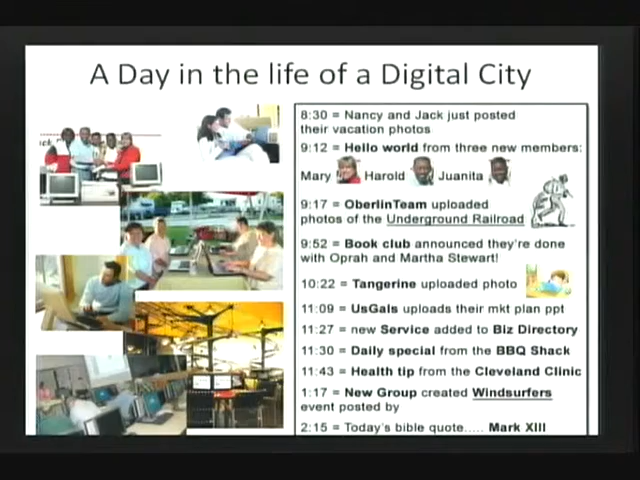 A Day in the life of a Digital City
8:30 = Nancy and Jack just posted
their vacation photos
9:12 = Hello world from three new members:
Mary Harold Juanita
9:17 = OberlinTeam uploaded
photos of the Underground Railroad
9:52 = Book club announced they're done
with Oprah and Martha Stewart!
10:22 = Tangerine uploaded photo
11:09 = UsGals uploads their mkt plan ppt
11:27 = new Service added to Biz Directory
11:30 = Daily special from the BBQ Shack
11:43 = Health tip from the Cleveland Clinic
1:17 = New Group created Windsurfers
event posted by
2:15 = Today's bible quote..... Mark XIII